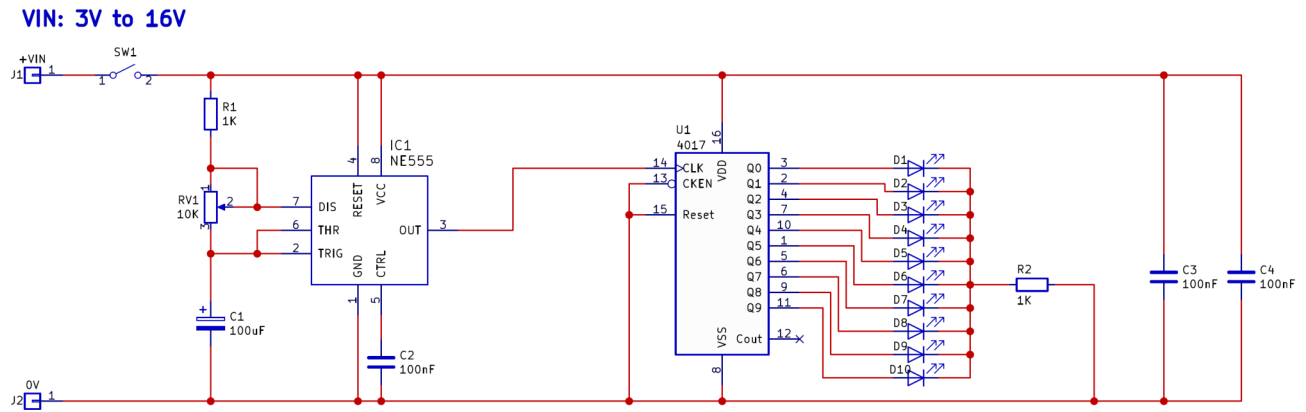 VIN: 3V to 16V
+VIN
J1 1
SW1
1 2
R1
1K
RV1
10K
1
2
3
+
C1
100uF
IC1
NE555
4 8
RESET VCC
7 DIS
6 THR
2 TRIG
OUT 3
GND CTRL
1 5
C2
100nF
U1
4017
16
VDD
14 CLK
13 CKEN
15 Reset
Q0 3
Q1 2
Q2 4
Q3 7
Q4 10
Q5 1
Q6 5
Q7 6
Q8 9
Q9 11
Cout 12
VSS
8
D1
D2
D3
D4
D5
D6
D7
D8
D9
D10
R2
1K
C3
100nF
C4
100nF
0V
J2 1